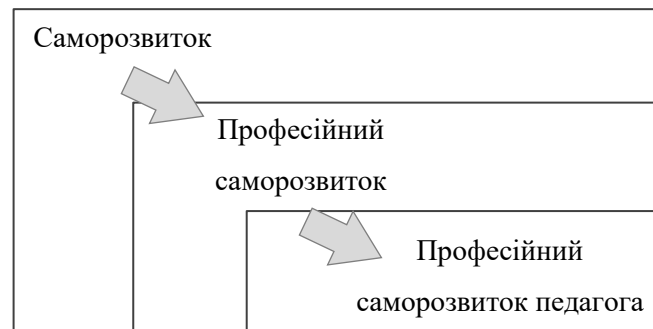 Саморозвиток
Професійний
саморозвиток
Професійний
саморозвиток педагога